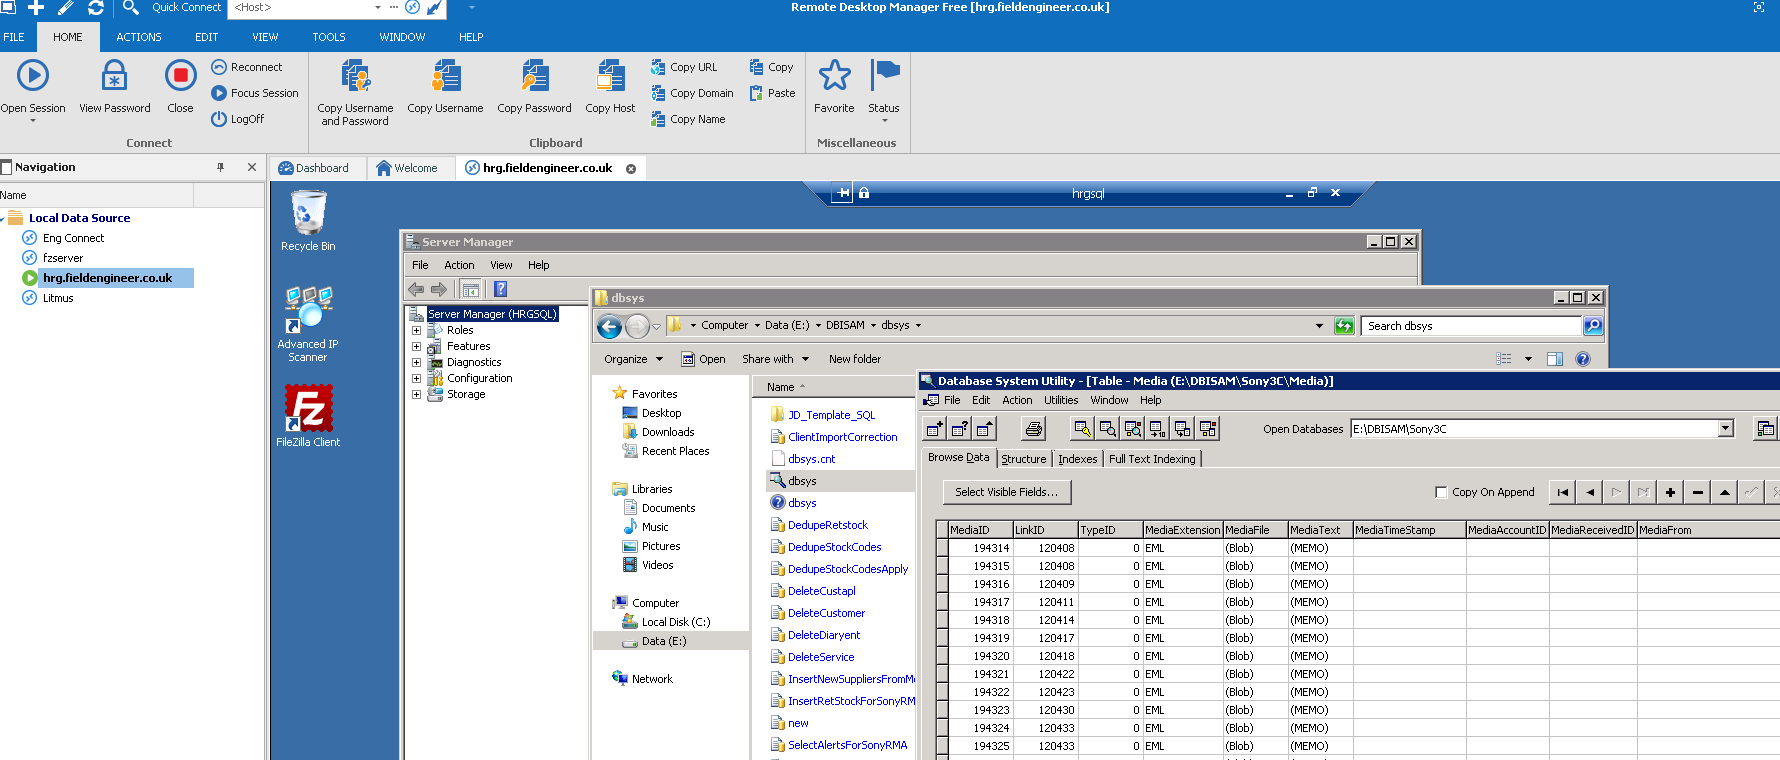 Quick Connect <Host> Remote Desktop Manager Free [hrg.fieldengineer.co.uk]
FILE HOME ACTIONS EDIT VIEW TOOLS WINDOW HELP
Open Session View Password Close
Reconnect
Focus Session
LogOff
Connect
Copy Username and Password Copy Username Copy Password Copy Host
Copy URL
Copy Domain
Copy Name
Copy
Paste
Clipboard
Favorite Status
Miscellaneous
Navigation
Name
Local Data Source
Eng Connect
fzserver
hrg.fieldengineer.co.uk
Litmus
Dashboard Welcome hrg.fieldengineer.co.uk
hrgsql
Recycle Bin
Advanced IP Scanner
FileZilla Client
Server Manager
File Action View Help
Server Manager (HRGSQL)
Roles
Features
Diagnostics
Configuration
Storage
dbsys
Computer Data (E:) DBISAM dbsys Search dbsys
Organize Open Share with New folder
Favorites
Desktop
Downloads
Recent Places
Libraries
Documents
Music
Pictures
Videos
Computer
Local Disk (C:)
Data (E:)
Network
Name
JD_Template_SQL
ClientImportCorrection
dbsys.cnt
dbsys
dbsys
DedupeRetstock
DedupeStockCodes
DedupeStockCodesApply
DeleteCustapl
DeleteCustomer
DeleteDiaryent
DeleteService
InsertNewSuppliersFromM
InsertRetStockForSonyRM
new
SelectAlertsForSonyRMA
Database System Utility - [Table - Media (E:\DBISAM\Sony3C\Media)]
File Edit Action Utilities Window Help
Open Databases E:\DBISAM\Sony3C
Browse Data Structure Indexes Full Text Indexing
Select Visible Fields... Copy On Append
MediaID LinkID TypeID MediaExtension MediaFile MediaText MediaTimeStamp MediaAccountID MediaReceivedID MediaFrom
194314 120408 0 EML (Blob) (MEMO)
194315 120408 0 EML (Blob) (MEMO)
194316 120409 0 EML (Blob) (MEMO)
194317 120411 0 EML (Blob) (MEMO)
194318 120414 0 EML (Blob) (MEMO)
194319 120417 0 EML (Blob) (MEMO)
194320 120418 0 EML (Blob) (MEMO)
194321 120422 0 EML (Blob) (MEMO)
194322 120423 0 EML (Blob) (MEMO)
194323 120430 0 EML (Blob) (MEMO)
194324 120433 0 EML (Blob) (MEMO)
194325 120433 0 EML (Blob) (MEMO)